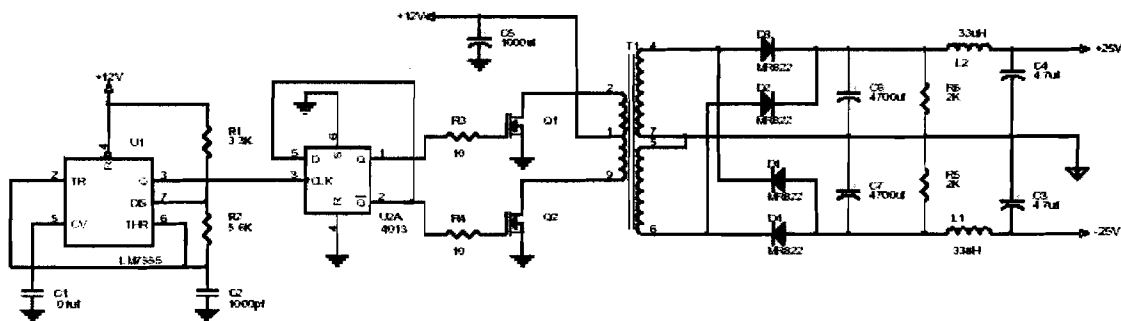 +12V
C5
1000uf
+12V
U1
4
R
2
TR
Q
3
DIS
7
5
CV
THR
6
R1
3.3K
R2
5.6K
C1
.01uf
C2
1000pf
6
S
5
D
Q
1
3
CLK
Q
2
R
4
U2A
4013
R3
10
R4
10
Q1
Q2
T1
2
1
9
4
7
5
6
D3
MR822
D2
MR822
D1
MR822
D4
MR822
C6
4700uf
C7
4700uf
R6
2K
R5
2K
33uH
L2
L1
33uH
C4
4.7uf
C3
4.7uf
+25V
-25V